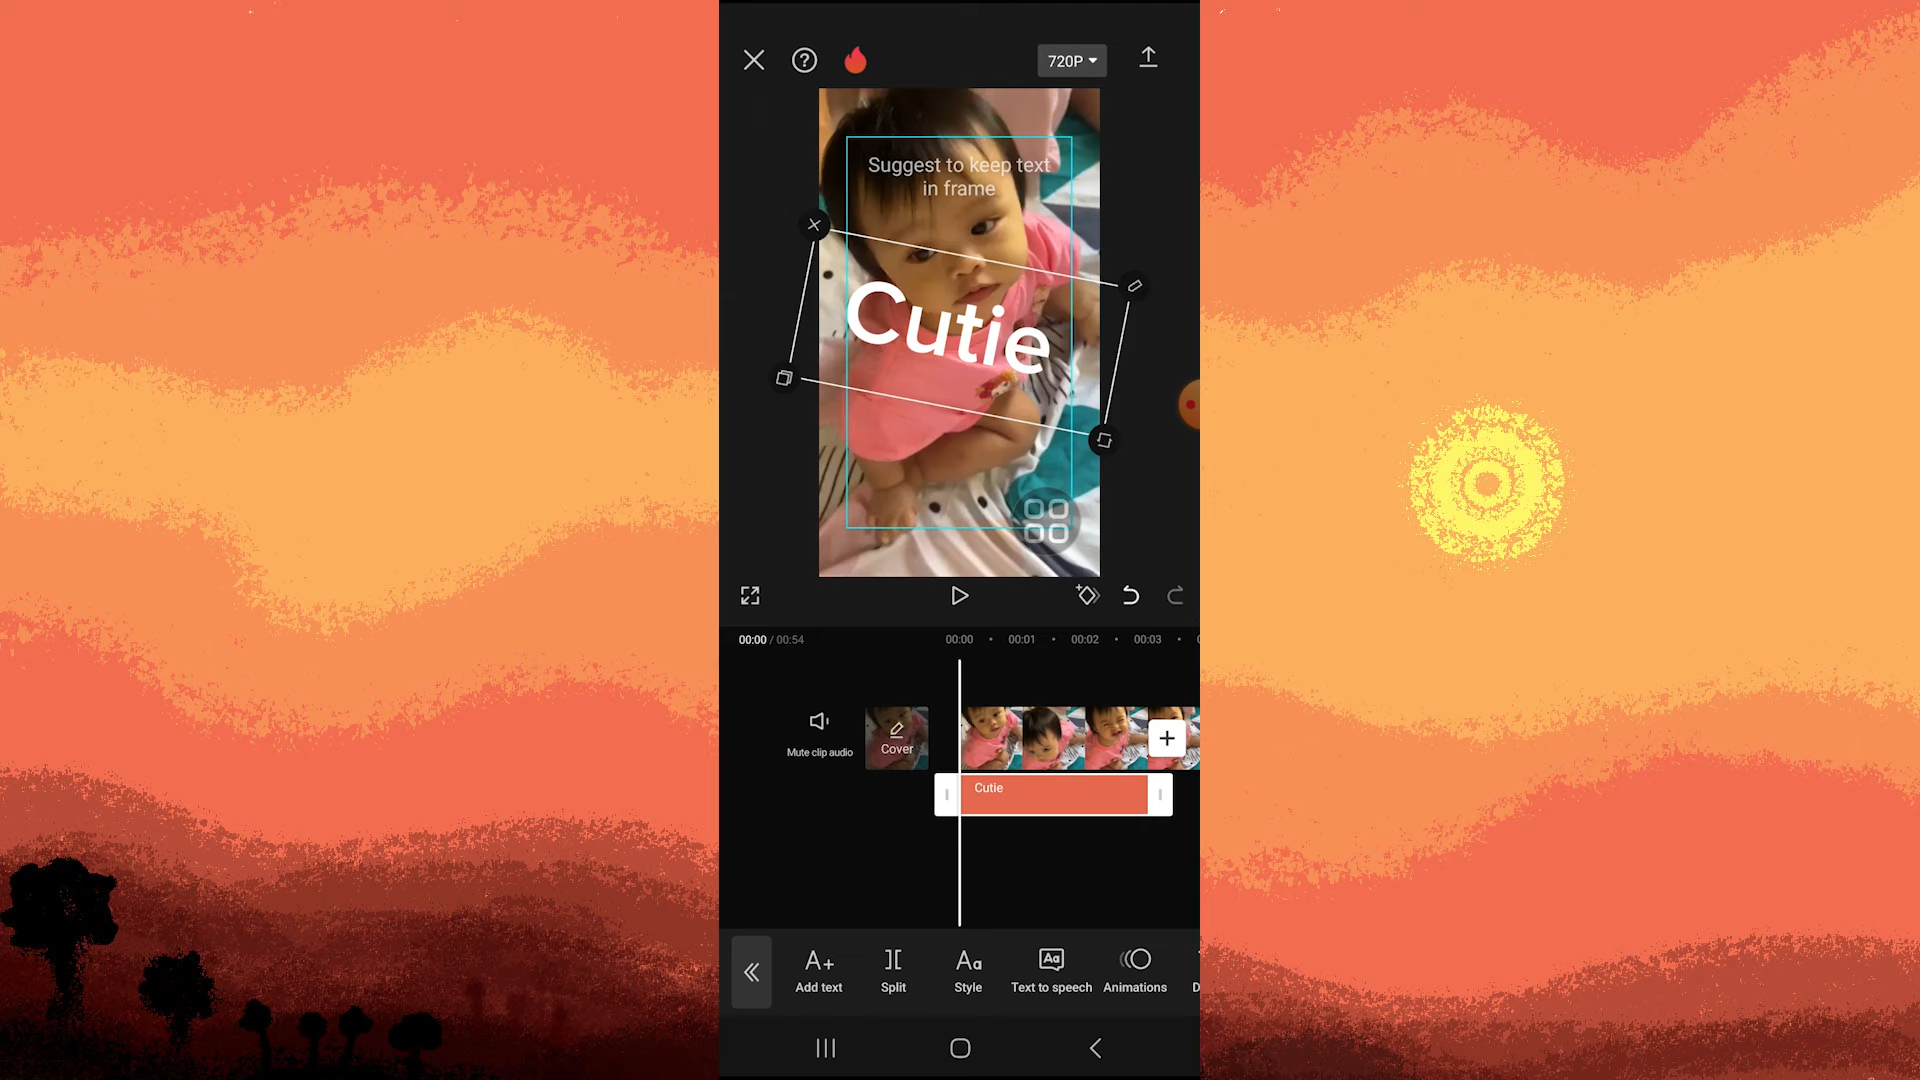 720P
Suggest to keep text
in frame
Cutie
00:00 / 00:54
00:00 00:01 00:02 00:03
Mute clip audio
Cover
Cutie
Add text
Split
Style
Text to speech
Animations